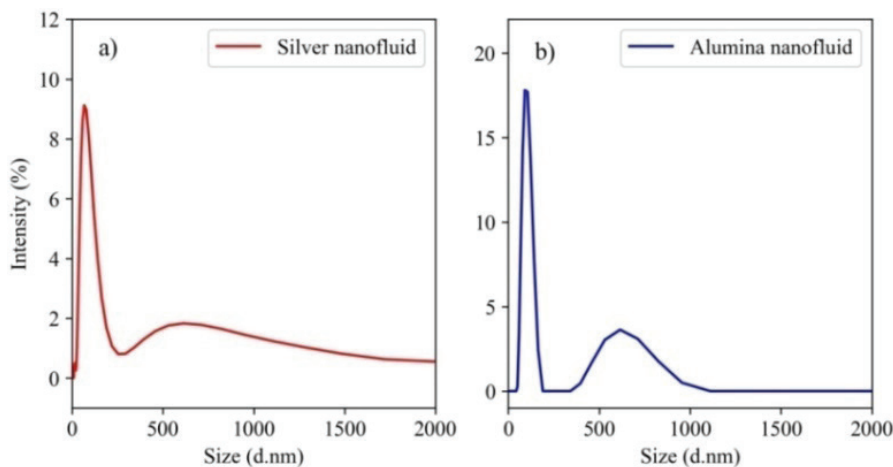 a)
Silver nanofluid
12
10
8
6
4
2
0
Intensity (%)
0 500 1000 1500 2000
Size (d.nm)
b)
Alumina nanofluid
20
15
10
5
0
0 500 1000 1500 2000
Size (d.nm)